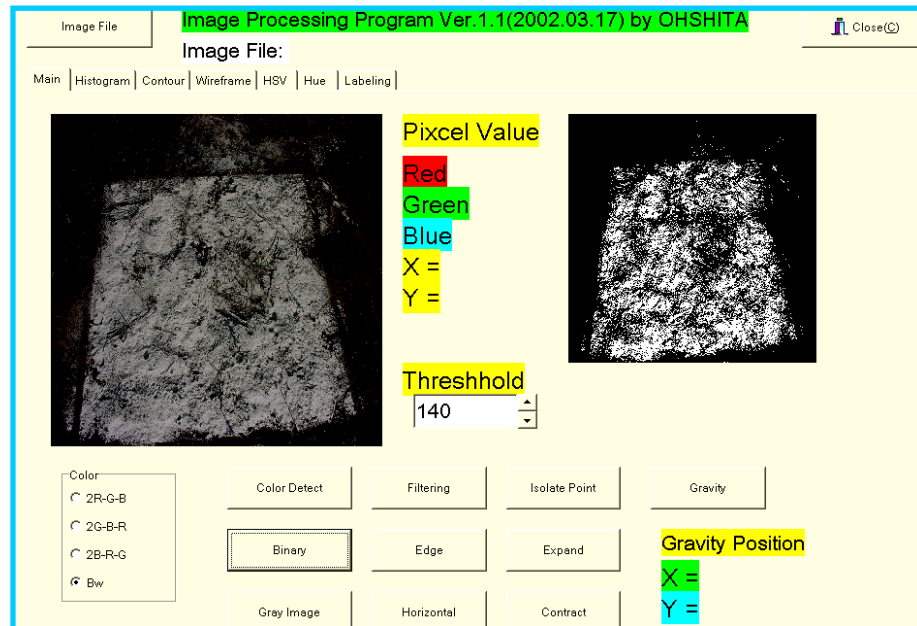 Image File
Image Processing Program Ver.1.1(2002.03.17) by OHSHITA
Close(C)
Image File:
Main Histogram Contour Wireframe HSV Hue Labeling
Pixcel Value
Red
Green
Blue
X =
Y =
Threshhold
140
Color
2R-G-B
2G-B-R
2B-R-G
Bw
Color Detect
Filtering
Isolate Point
Gravity
Binary
Edge
Expand
Gravity Position
X =
Y =
Gray Image
Horizontal
Contract